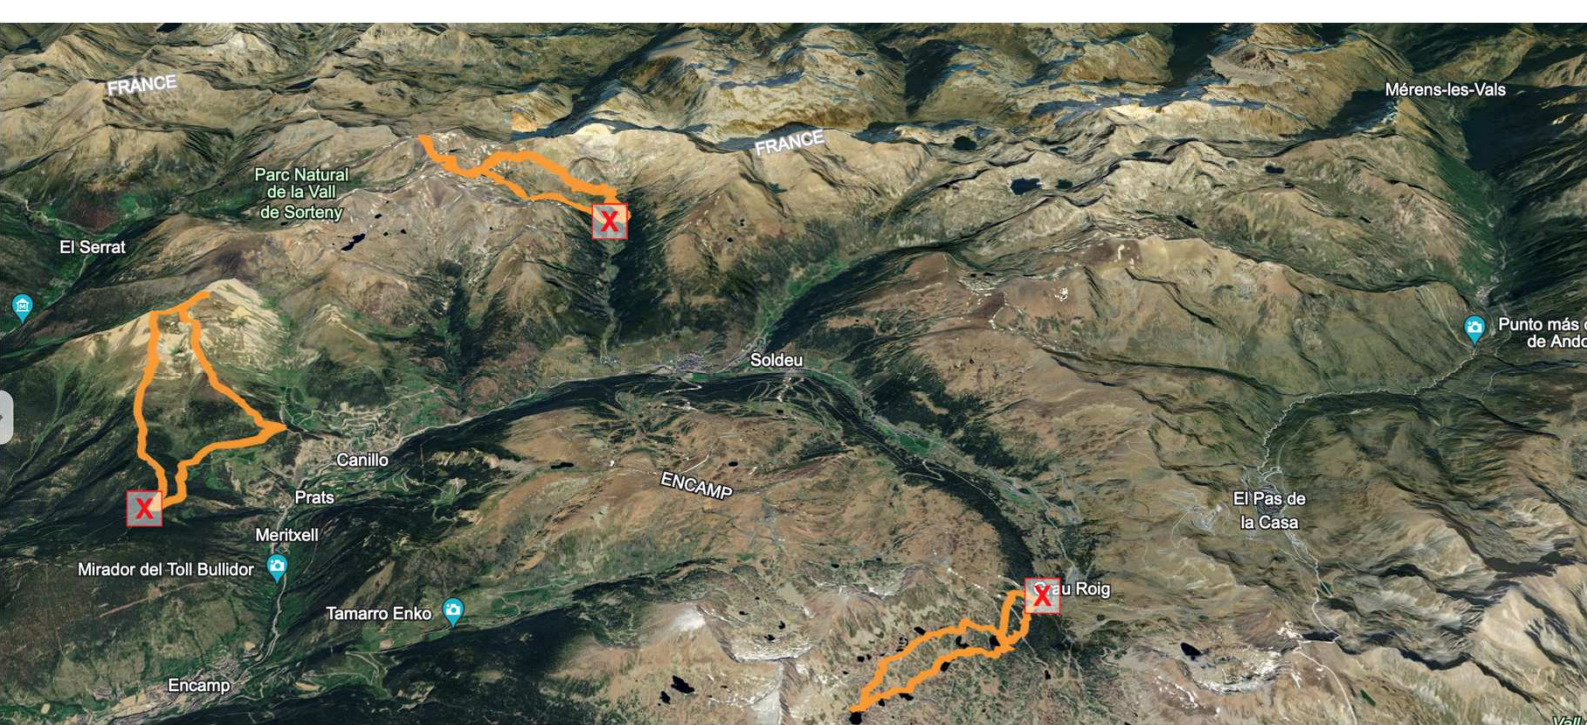 FRANCE
Mérens-les-Vals
FRANCE
Parc Natural
de la Vall
de Sorteny
El Serrat
Punto más
de Ando
Soldeu
Canillo
ENCAMP
Prats
El Pas de
la Casa
X
X
X
Meritxell
Mirador del Toll Bullidor
Tamarro Enko
au Roig
Encamp